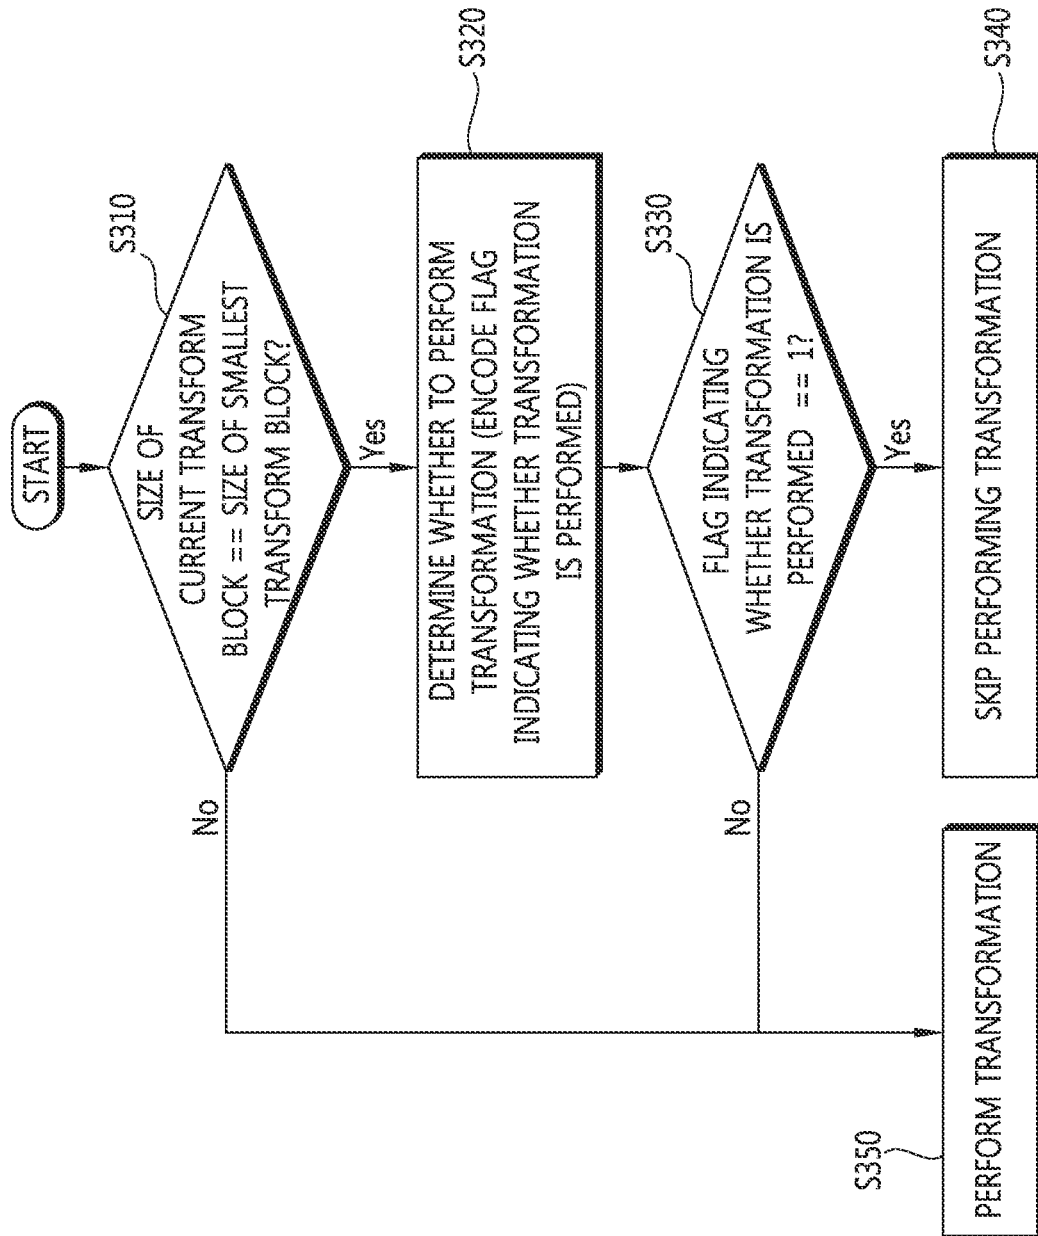 START
S310
SIZE OF
CURRENT TRANSFORM
BLOCK == SIZE OF SMALLEST
TRANSFORM BLOCK?
No
Yes
S320
DETERMINE WHETHER TO PERFORM
TRANSFORMATION (ENCODE FLAG
INDICATING WHETHER TRANSFORMATION
IS PERFORMED)
S330
FLAG INDICATING
WHETHER TRANSFORMATION IS
PERFORMED == 1?
No
Yes
S350
PERFORM TRANSFORMATION
S340
SKIP PERFORMING TRANSFORMATION